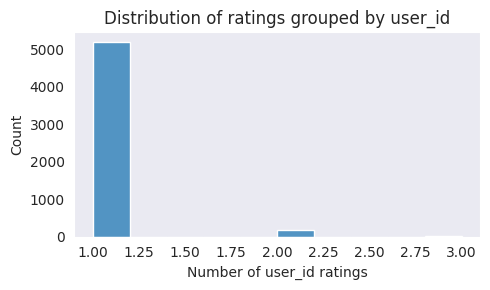 Distribution of ratings grouped by user_id
5000
4000
3000
2000
1000
0
Count
1.00 1.25 1.50 1.75 2.00 2.25 2.50 2.75 3.00
Number of user_id ratings